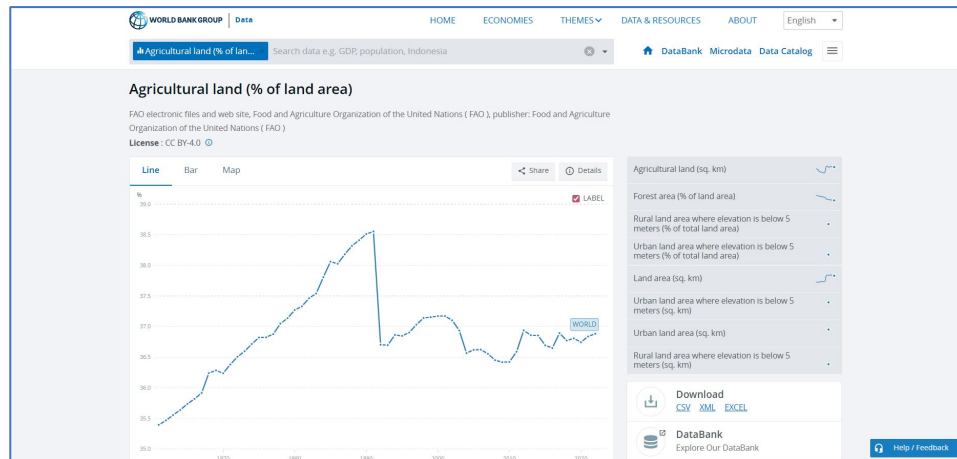 WORLD BANK GROUP Data
HOME ECONOMIES THEMES DATA & RESOURCES ABOUT English
Agricultural land (% of lan... Search data e.g. GDP, population, Indonesia
DataBank Microdata Data Catalog
Agricultural land (% of land area)
FAO electronic files and web site, Food and Agriculture Organization of the United Nations ( FAO ), publisher: Food and Agriculture
Organization of the United Nations ( FAO )
License : CC BY-4.0
Line Bar Map Share Details
%
LABEL
39.0
38.5
38.0
37.5
37.0
36.5
36.0
35.5
35.0
WORLD
1970 1980 1990 2000 2010 2020
Agricultural land (sq. km)
Forest area (% of land area)
Rural land area where elevation is below 5
meters (% of total land area)
Urban land area where elevation is below 5
meters (% of total land area)
Land area (sq. km)
Urban land area where elevation is below 5
meters (sq. km)
Urban land area (sq. km)
Rural land area where elevation is below 5
meters (sq. km)
Download
CSV XML EXCEL
DataBank
Explore Our DataBank
Help / Feedback